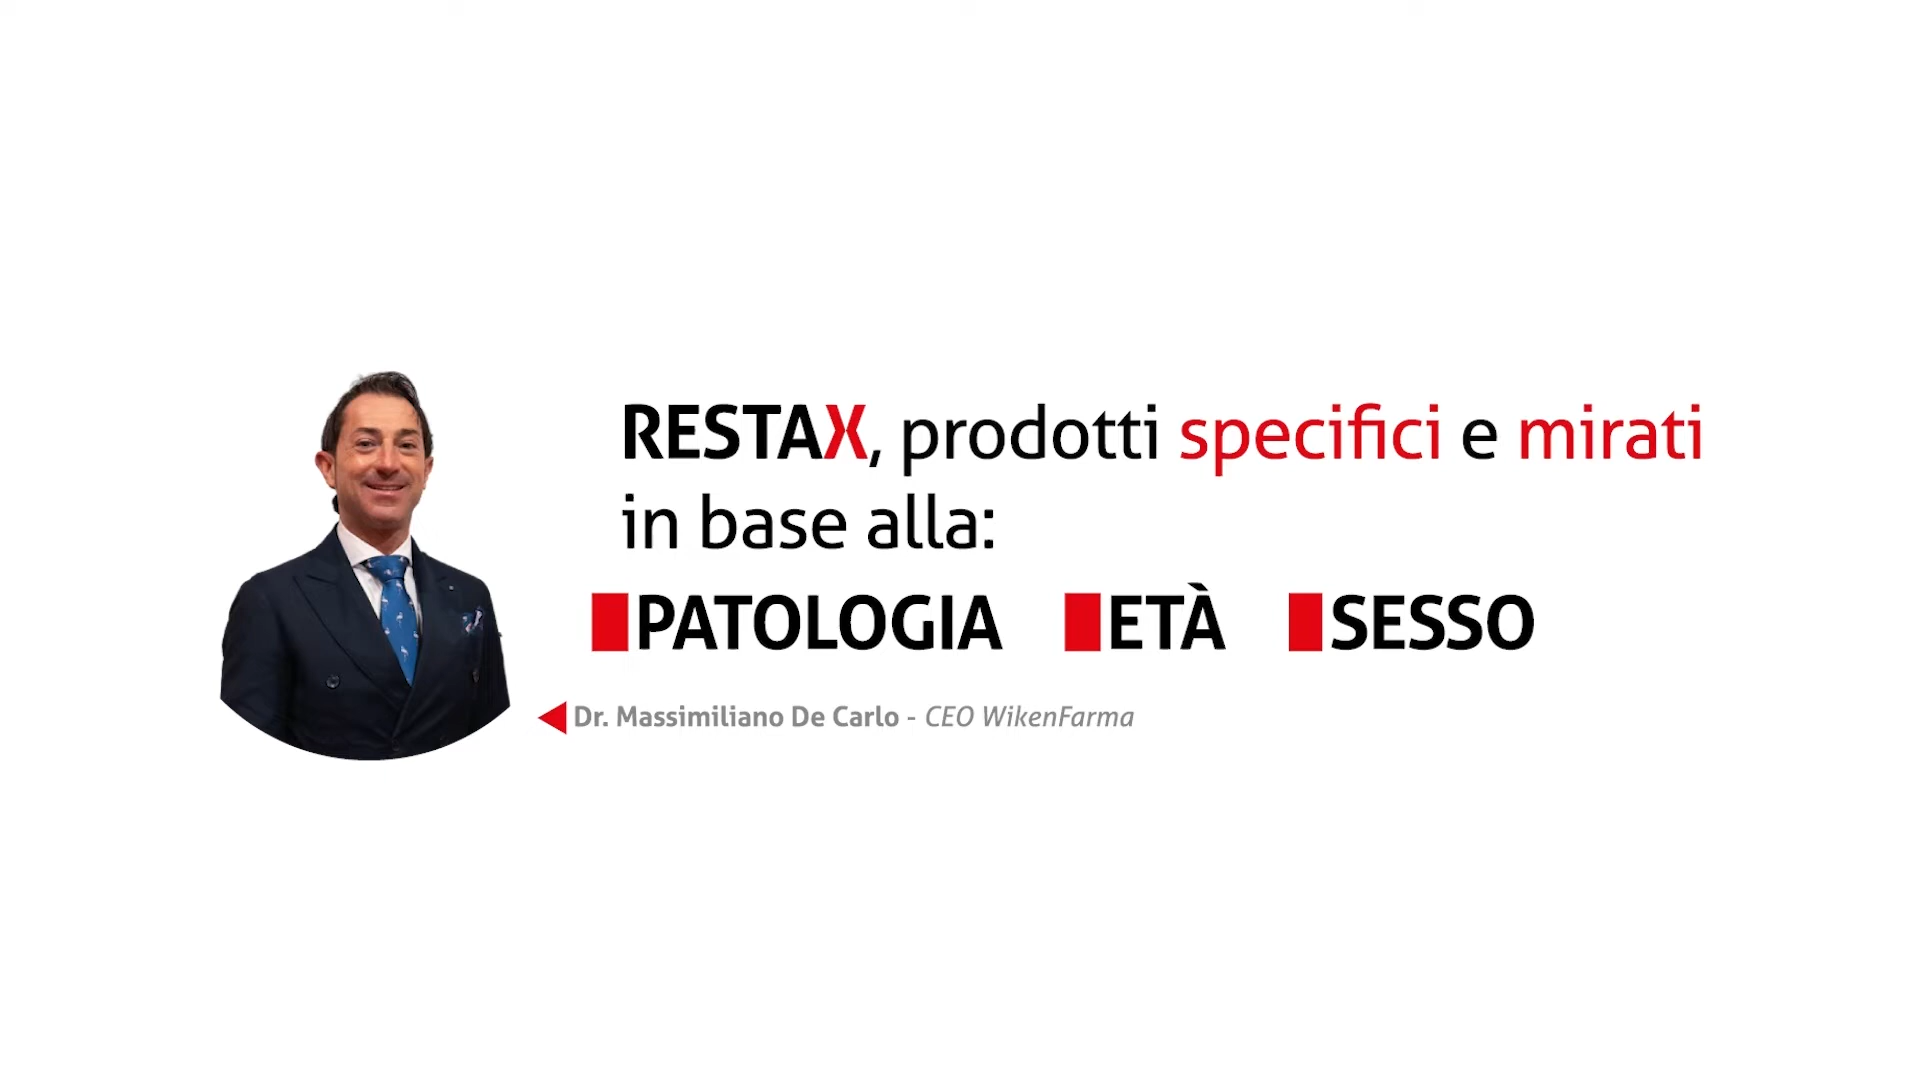 RESTAX, prodotti specifici e mirati
in base alla:
PATOLOGIA ETÀ SESSO
Dr. Massimiliano De Carlo - CEO WikenFarma